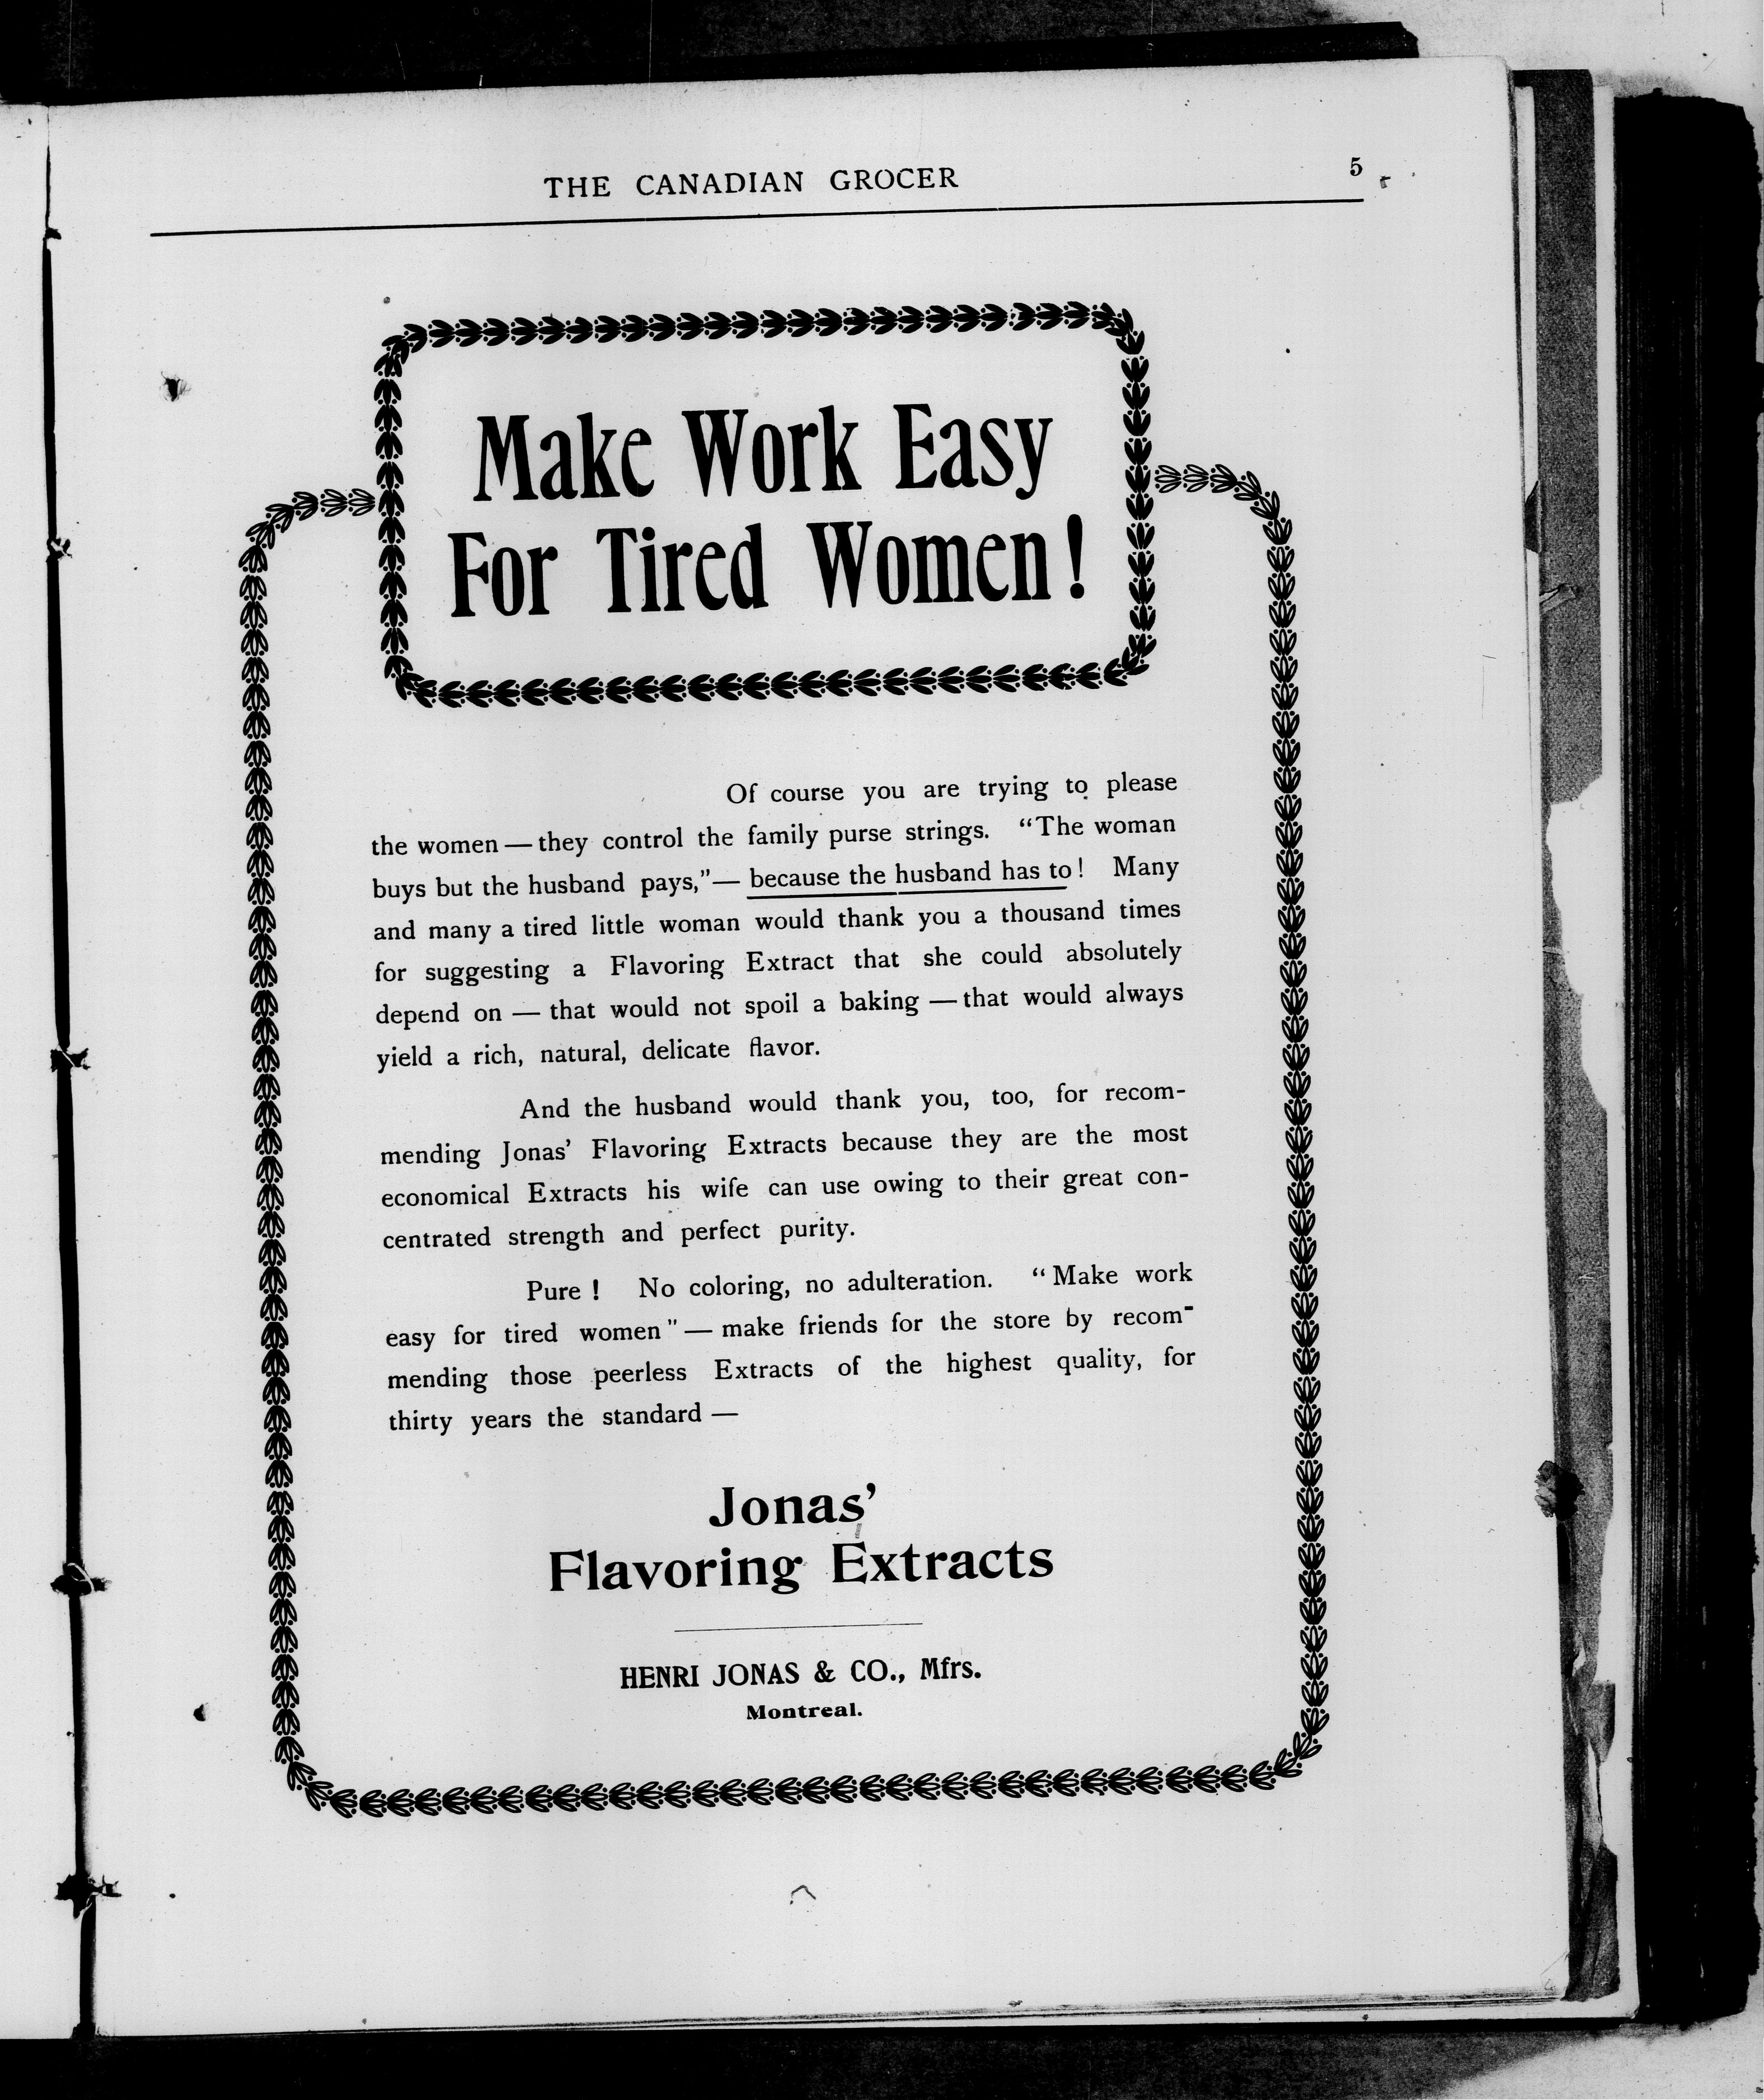 THE CANADIAN GROCER 5
Make Work Easy
For Tired Women!
Of course you are trying to please
the women — they control the family purse strings. “The woman
buys but the husband pays,”— because the husband has to! Many
and many a tired little woman would thank you a thousand times
for suggesting a Flavoring Extract that she could absolutely
depend on — that would not spoil a baking — that would always
yield a rich, natural, delicate flavor.
And the husband would thank you, too, for recom-
mending Jonas’ Flavoring Extracts because they are the most
economical Extracts his wife can use owing to their great con-
centrated strength and perfect purity.
Pure ! No coloring, no adulteration. “ Make work
easy for tired women ” — make friends for the store by recom-
mending those peerless Extracts of the highest quality, for
thirty years the standard —
Jonas’
Flavoring Extracts
HENRI JONAS & CO., Mfrs.
Montreal.